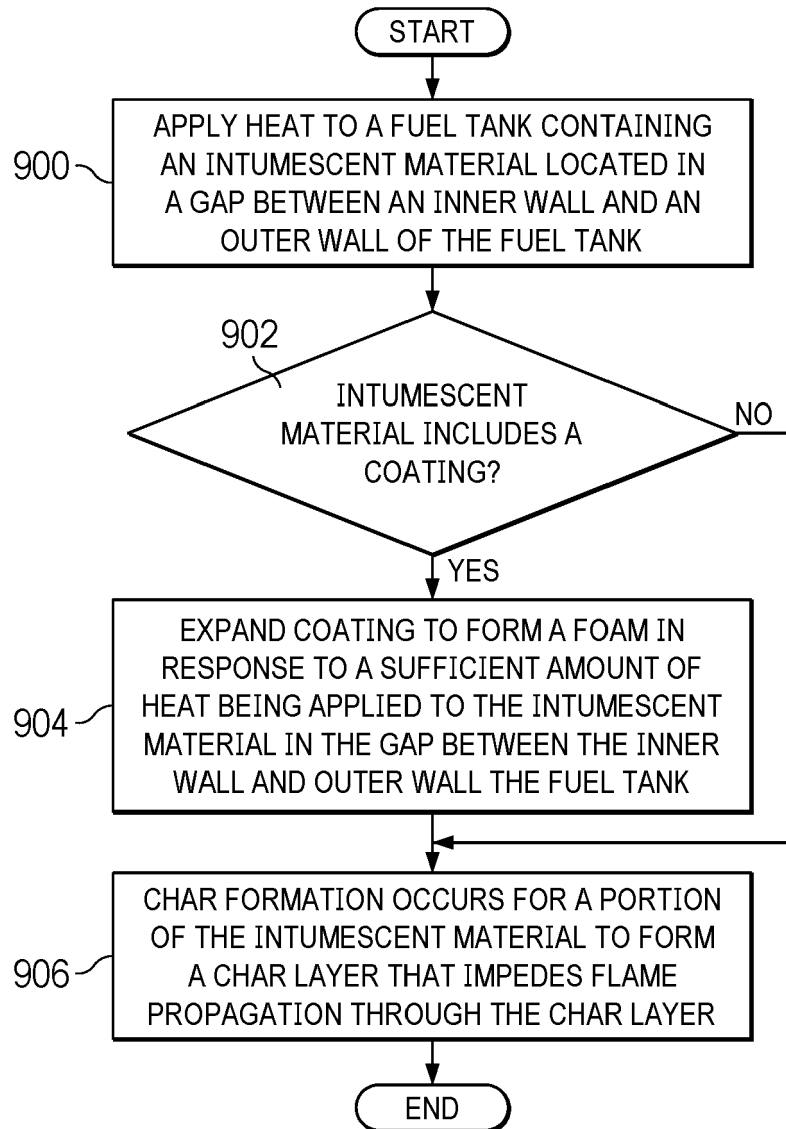 START
900
APPLY HEAT TO A FUEL TANK CONTAINING
AN INTUMESCENT MATERIAL LOCATED IN
A GAP BETWEEN AN INNER WALL AND AN
OUTER WALL OF THE FUEL TANK
902
INTUMESCENT
MATERIAL INCLUDES A
COATING?
NO
YES
904
EXPAND COATING TO FORM A FOAM IN
RESPONSE TO A SUFFICIENT AMOUNT OF
HEAT BEING APPLIED TO THE INTUMESCENT
MATERIAL IN THE GAP BETWEEN THE INNER
WALL AND OUTER WALL THE FUEL TANK
906
CHAR FORMATION OCCURS FOR A PORTION
OF THE INTUMESCENT MATERIAL TO FORM
A CHAR LAYER THAT IMPEDES FLAME
PROPAGATION THROUGH THE CHAR LAYER
END